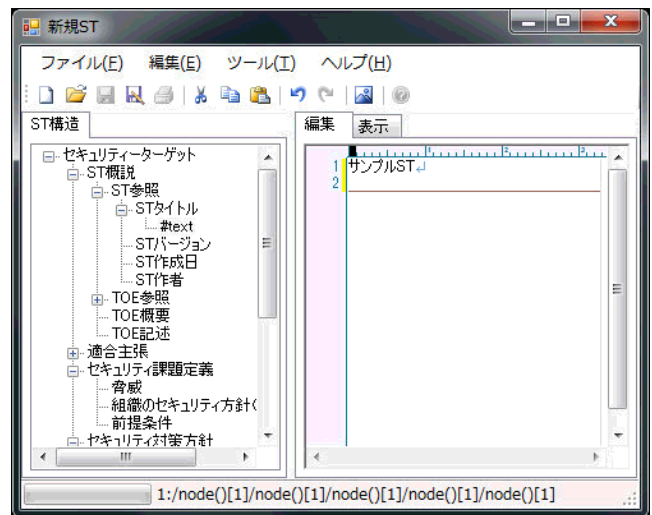 新規ST
ファイル(F) 編集(E) ツール(T) ヘルプ(H)
ST構造
編集 表示
セキュリティーターゲット
ST概説
ST参照
STタイトル
#text
STバージョン
ST作成日
ST作者
TOE参照
TOE概要
TOE記述
適合主張
セキュリティ課題定義
脅威
組織のセキュリティ方針(
前提条件
セキュリティ対策方針
1 2 3
1 サンプルST↲
2
1:/node()[1]/node()[1]/node()[1]/node()[1]/node()[1]